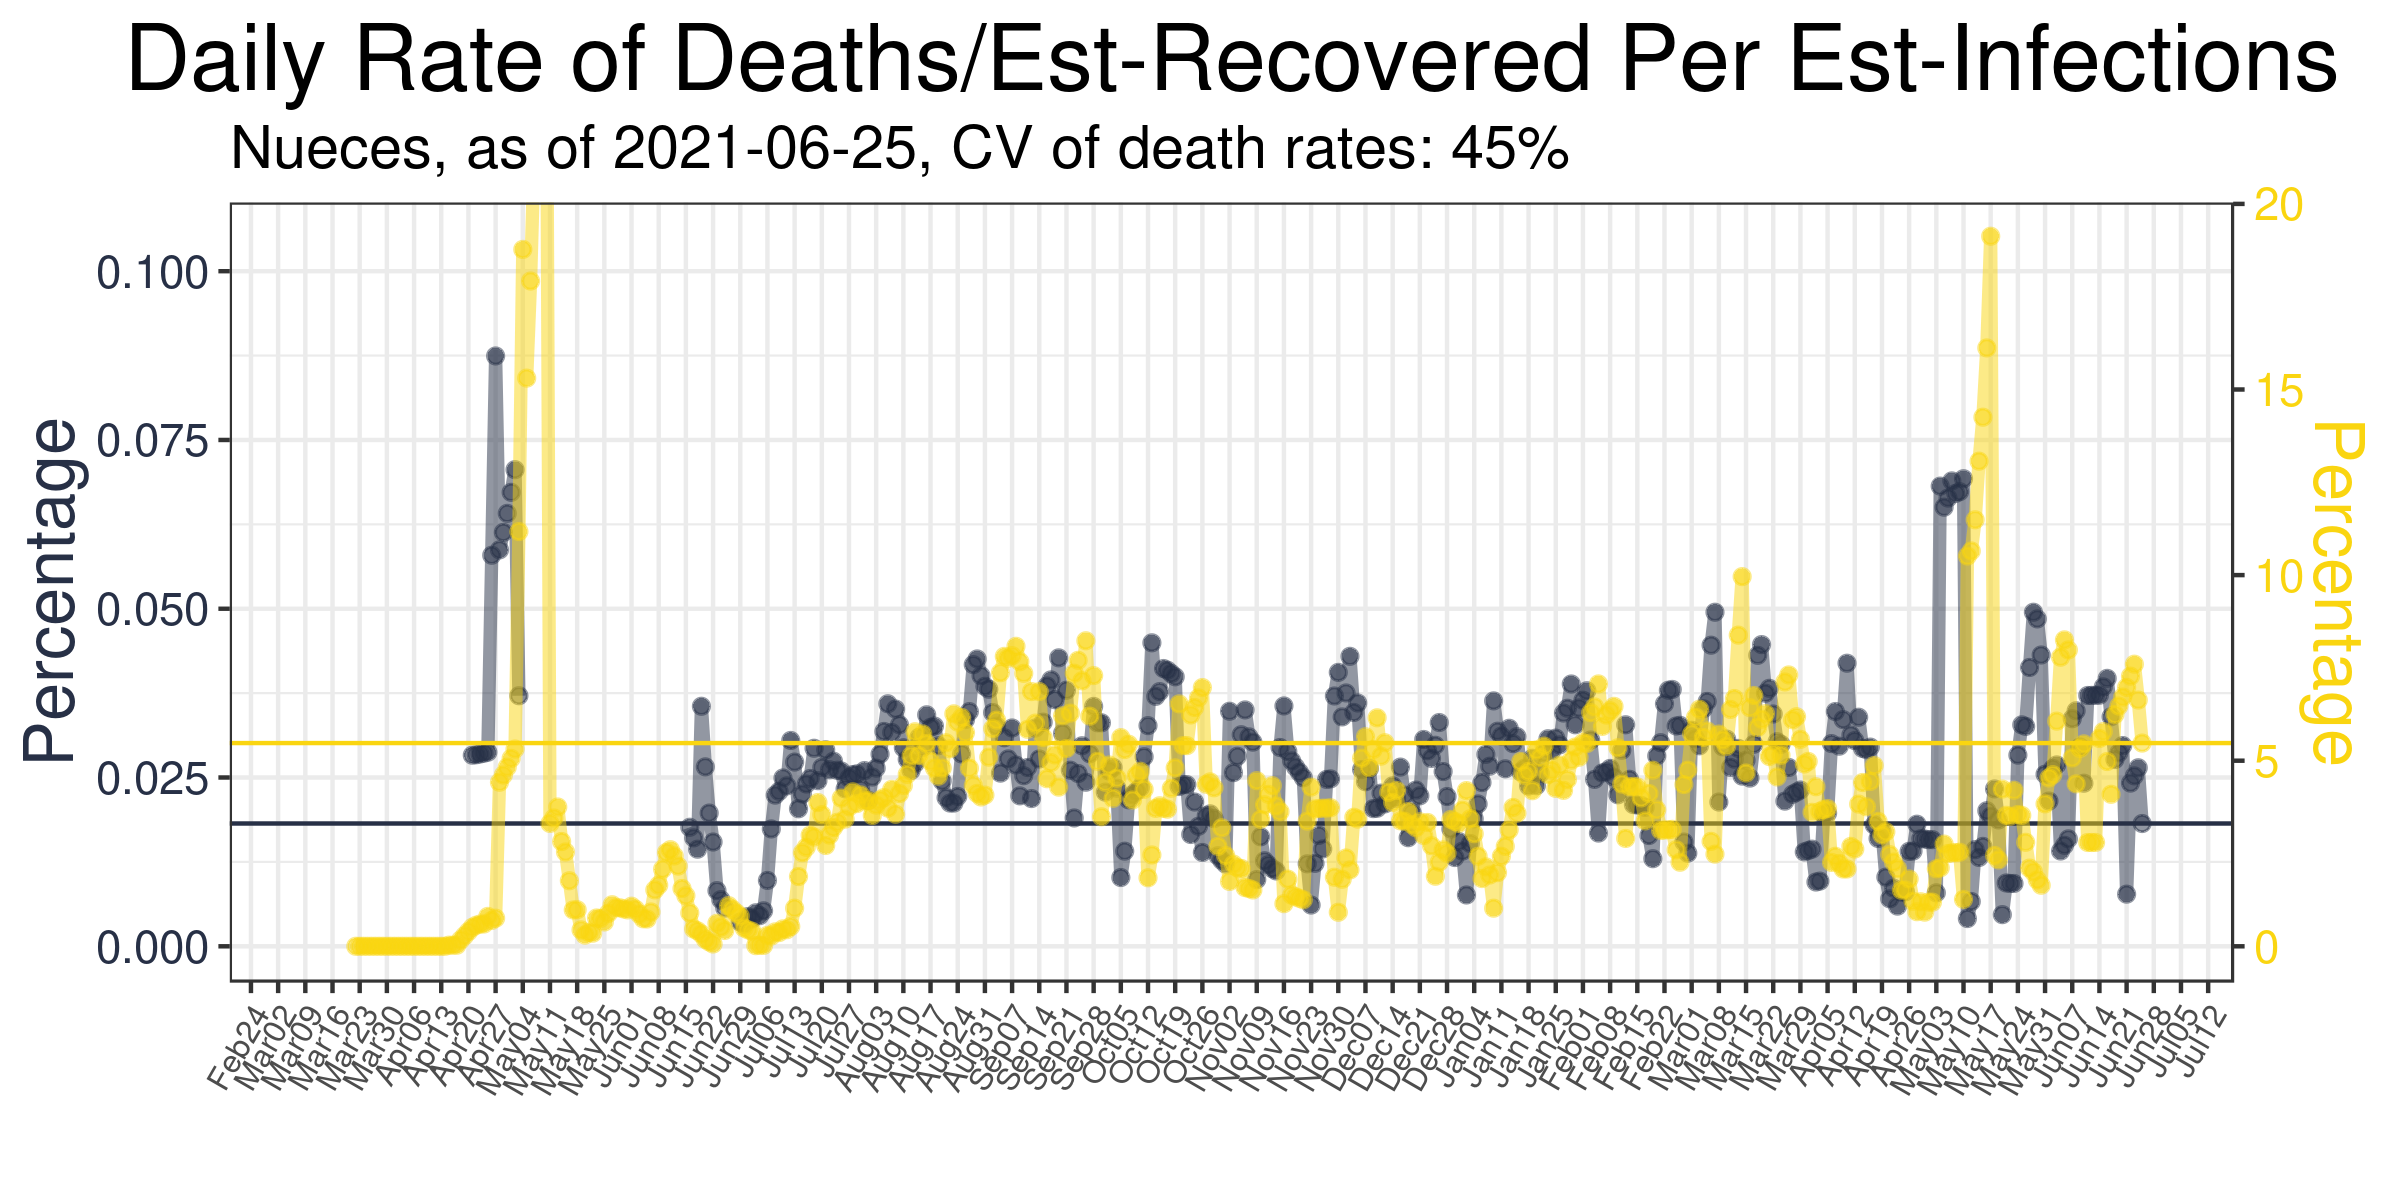 Daily Rate of Deaths/Est-Recovered Per Est-Infections
Nueces, as of 2021-06-25, CV of death rates: 45%
Percentage
0.100
0.075
0.050
0.025
0.000
20
15
10
5
0
Percentage
Feb24
Mar02
Mar09
Mar16
Mar23
Mar30
Apr06
Apr13
Apr20
Apr27
May04
May11
May18
May25
Jun01
Jun08
Jun15
Jun22
Jun29
Jul06
Jul13
Jul20
Jul27
Aug03
Aug10
Aug17
Aug24
Aug31
Sep07
Sep14
Sep21
Sep28
Oct05
Oct12
Oct19
Oct26
Nov02
Nov09
Nov16
Nov23
Nov30
Dec07
Dec14
Dec21
Dec28
Jan04
Jan11
Jan18
Jan25
Feb01
Feb08
Feb15
Feb22
Mar01
Mar08
Mar15
Mar22
Mar29
Apr05
Apr12
Apr19
Apr26
May03
May10
May17
May24
May31
Jun07
Jun14
Jun21
Jun28
Jul05
Jul12